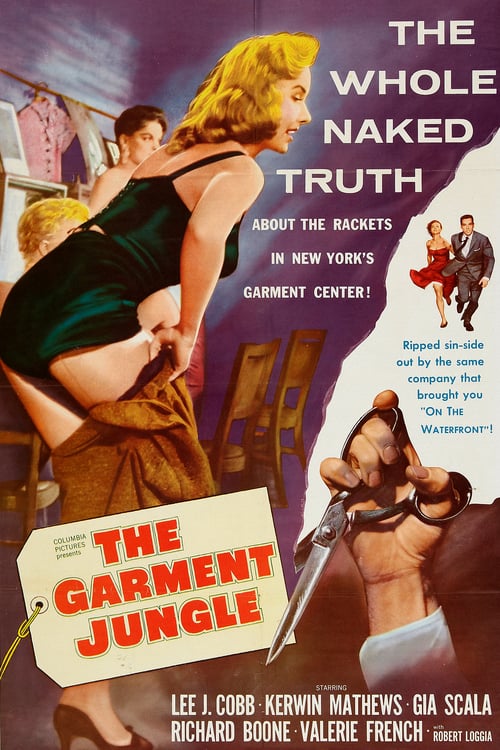 THE
WHOLE
NAKED
TRUTH
ABOUT THE RACKETS
IN NEW YORK'S
GARMENT CENTER!
Ripped sin-side
out by the same
company that
brought you
"ON THE
WATERFRONT"!
COLUMBIA
PICTURES
presents
THE
GARMENT
JUNGLE
STARRING
LEE J. COBB · KERWIN MATHEWS · GIA SCALA
RICHARD BOONE · VALERIE FRENCH · with ROBERT LOGGIA